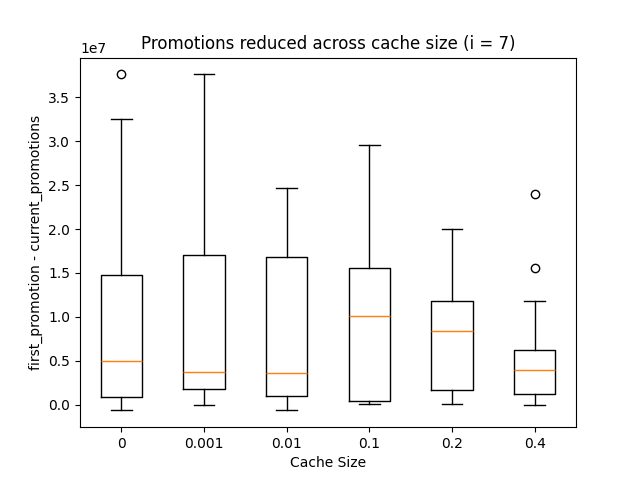 Promotions reduced across cache size (i = 7)
1e7
3.5
3.0
2.5
2.0
1.5
1.0
0.5
0.0
first_promotion - current_promotions
0 0.001 0.01 0.1 0.2 0.4
Cache Size